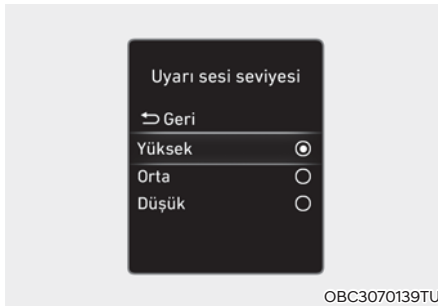 Uyarı sesi seviyesi
Geri
Yüksek
Orta
Düşük
OBC3070139TU